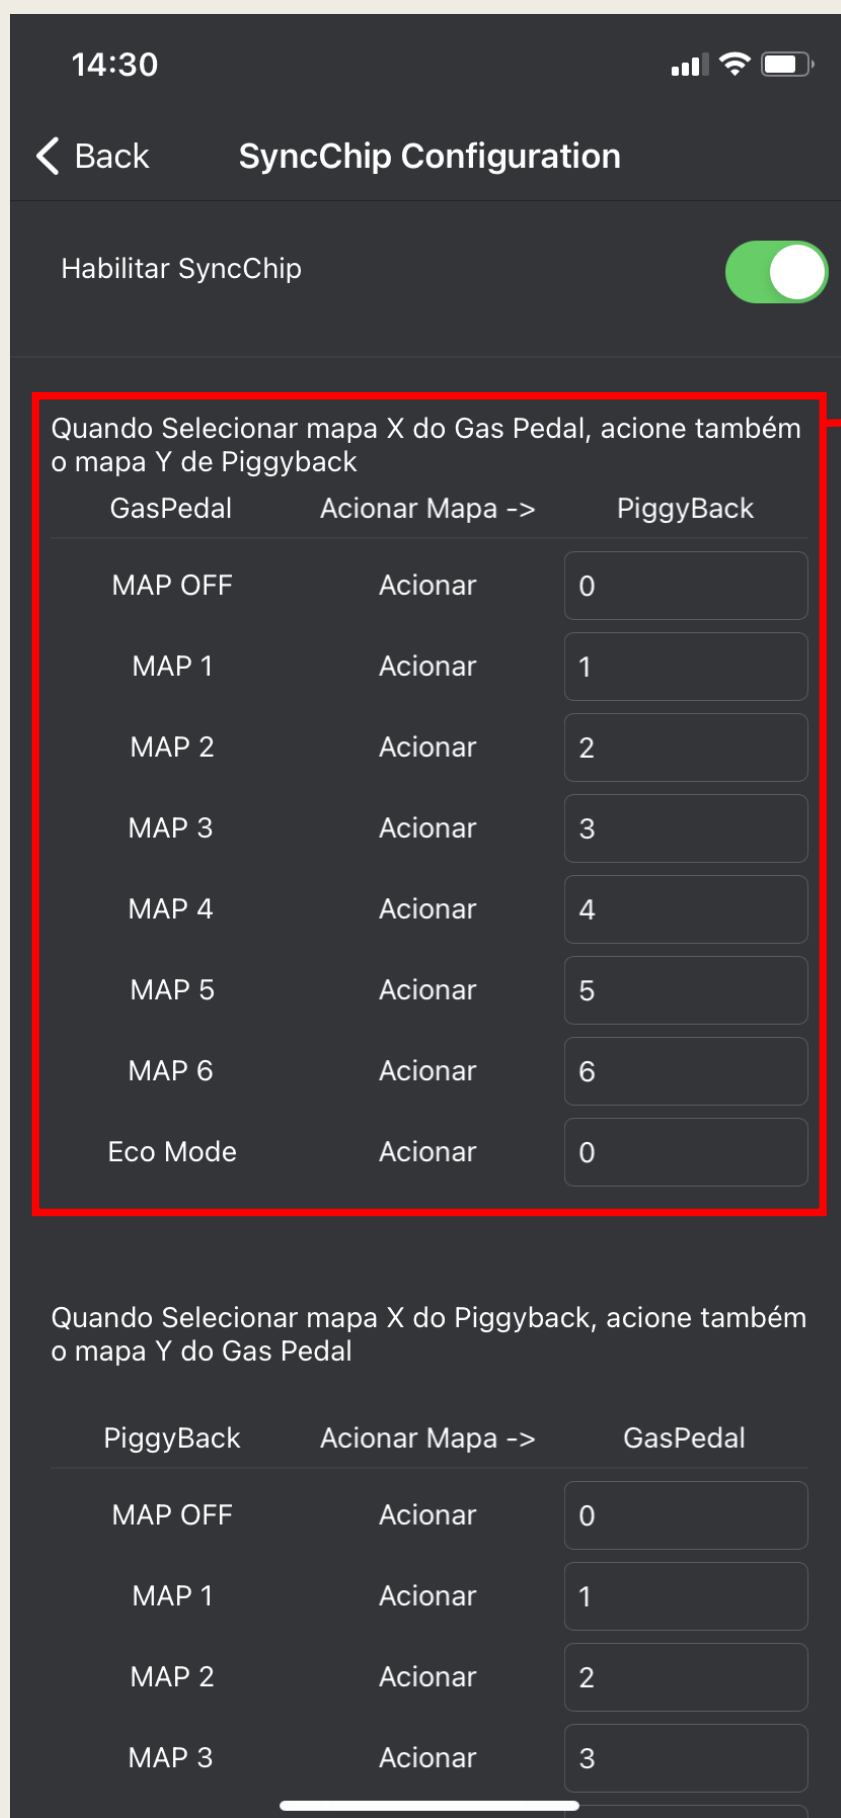 14:30
Back SyncChip Configuration
Habilitar SyncChip
Quando Selecionar mapa X do Gas Pedal, acione também
o mapa Y de Piggyback
GasPedal Acionar Mapa -> PiggyBack
MAP OFF Acionar 0
MAP 1 Acionar 1
MAP 2 Acionar 2
MAP 3 Acionar 3
MAP 4 Acionar 4
MAP 5 Acionar 5
MAP 6 Acionar 6
Eco Mode Acionar 0
Quando Selecionar mapa X do Piggyback, acione também
o mapa Y do Gas Pedal
PiggyBack Acionar Mapa -> GasPedal
MAP OFF Acionar 0
MAP 1 Acionar 1
MAP 2 Acionar 2
MAP 3 Acionar 3